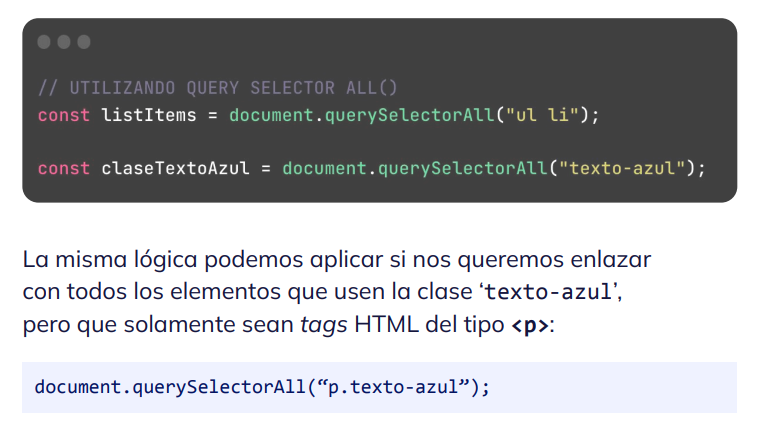 // UTILIZANDO QUERY SELECTOR ALL()
const listItems = document.querySelectorAll("ul li");
const claseTextoAzul = document.querySelectorAll("texto-azul");
La misma lógica podemos aplicar si nos queremos enlazar
con todos los elementos que usen la clase ‘texto-azul’,
pero que solamente sean tags HTML del tipo <p>:
document.querySelectorAll(“p.texto-azul”);